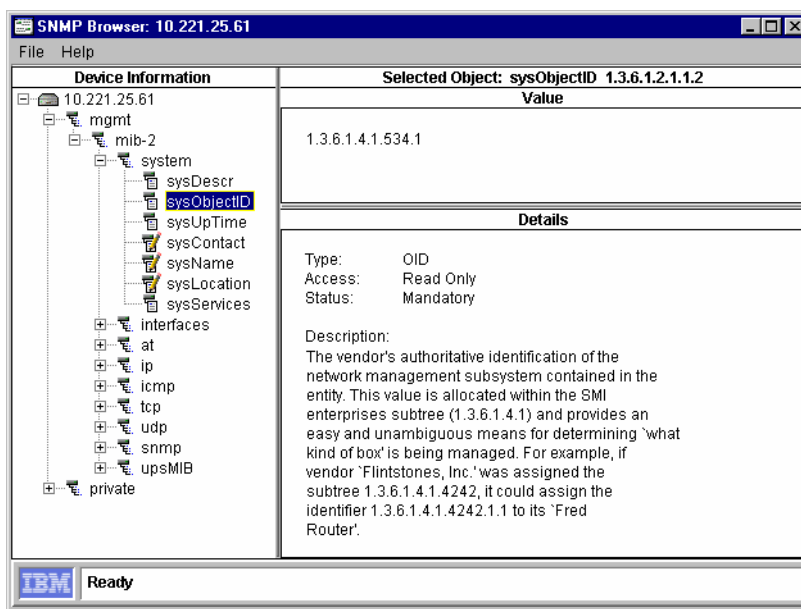 SNMP Browser: 10.221.25.61
File Help
Device Information
10.221.25.61
mgmt
mib-2
system
sysDescr
sysObjectID
sysUpTime
sysContact
sysName
sysLocation
sysServices
interfaces
at
ip
icmp
tcp
udp
snmp
upsMIB
private
Selected Object: sysObjectID 1.3.6.1.2.1.1.2
Value
1.3.6.1.4.1.534.1
Details
Type: OID
Access: Read Only
Status: Mandatory
Description:
The vendor's authoritative identification of the
network management subsystem contained in the
entity. This value is allocated within the SMI
enterprises subtree (1.3.6.1.4.1) and provides an
easy and unambiguous means for determining `what
kind of box' is being managed. For example, if
vendor `Flintstones, Inc.' was assigned the
subtree 1.3.6.1.4.1.4242, it could assign the
identifier 1.3.6.1.4.1.4242.1.1 to its `Fred
Router'.
IBM Ready